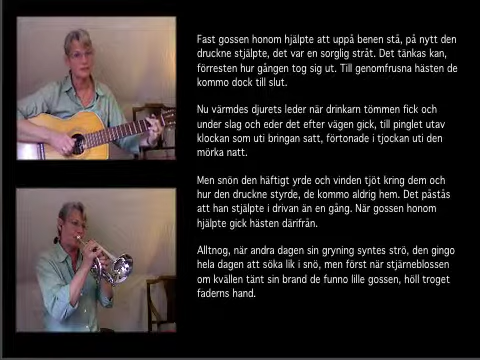 Fast gossen honom hjälpte att uppå benen stå, på nytt den
druckne stjälpte, det var en sorglig stråt. Det tänkas kan,
förresten hur gången tog sig ut. Till genomfrusna hästen de
kommo dock till slut.
Nu värmdes djurets leder när drinkarn tömmen fick och
under slag och eder det efter vägen gick, till pinglet utav
klockan som uti bringan satt, förtonade i tjockan uti den
mörka natt.
Men snön den häftigt yrde och vinden tjöt kring dem och
hur den druckne styrde, de kommo aldrig hem. Det påstås
att han stjälpte i drivan än en gång. När gossen honom
hjälpte gick hästen därifrån.
Alltnog, när andra dagen sin gryning syntes strö, den gingo
hela dagen att söka lik i snö, men först när stjärneblossen
om kvällen tänt sin brand de funno lille gossen, höll troget
faderns hand.